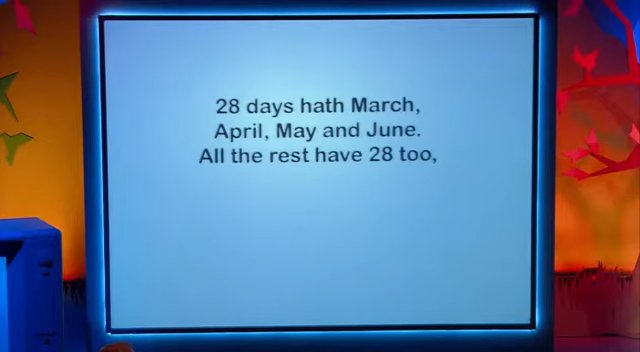 28 days hath March,
April, May and June.
All the rest have 28 too,